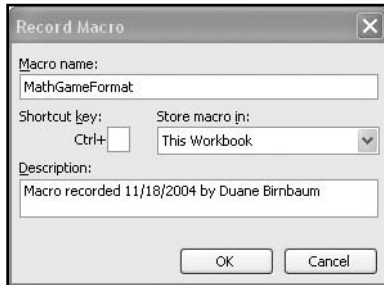 Record Macro
Macro name:
MathGameFormat
Shortcut key:
Store macro in:
Ctrl+
This Workbook
Description:
Macro recorded 11/18/2004 by Duane Birnbaum
OK
Cancel